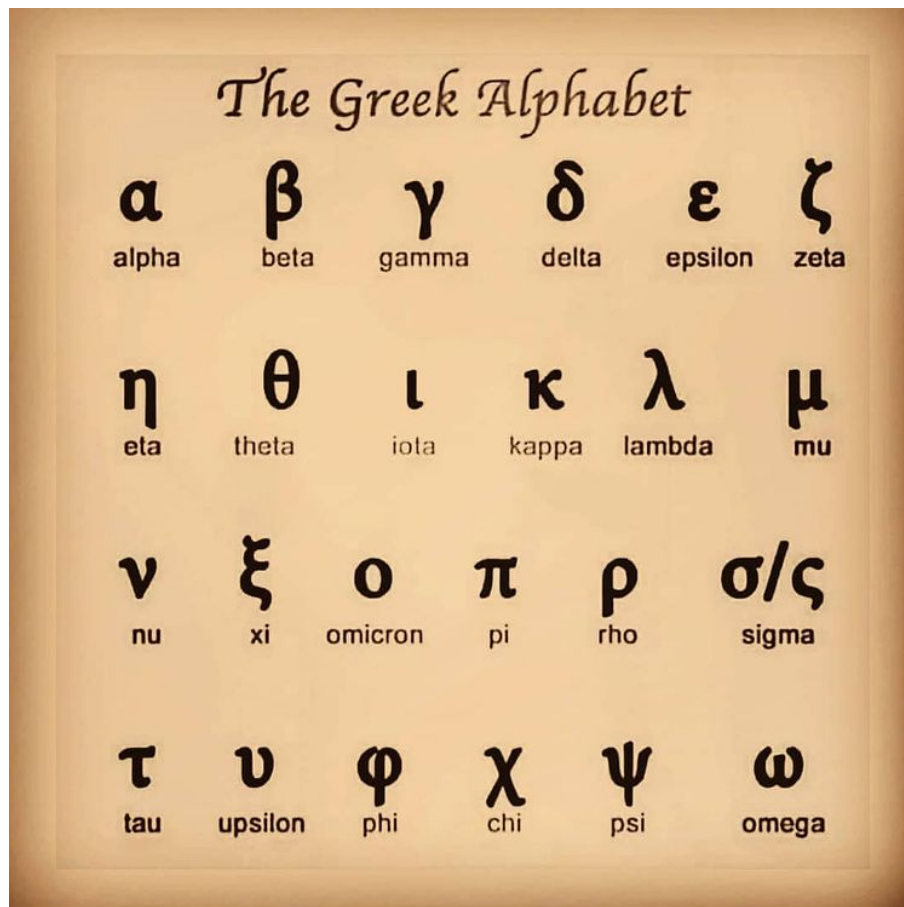 The Greek Alphabet
α β γ δ ε ζ
alpha beta gamma delta epsilon zeta
η θ ι κ λ μ
eta theta iota kappa lambda mu
ν ξ ο π ρ σ/ς
nu xi omicron pi rho sigma
τ υ φ χ ψ ω
tau upsilon phi chi psi omega